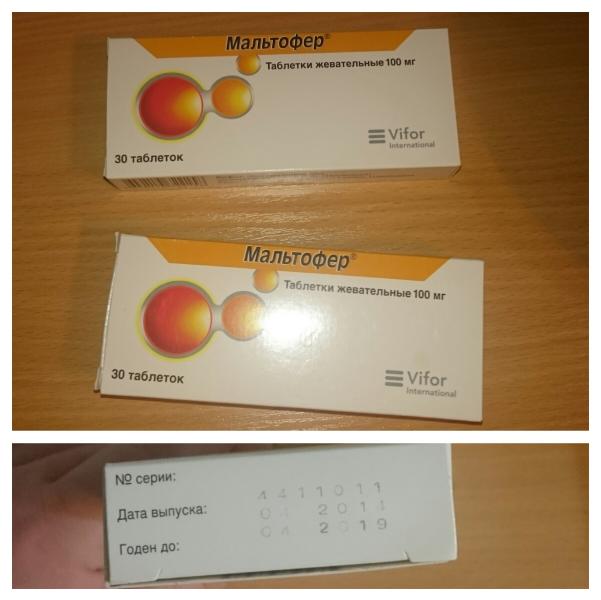 Мальтофер®
Таблетки жевательные 100 мг
30 таблеток
Vifor
International
Мальтофер®
Таблетки жевательные 100 мг
30 таблеток
Vifor
International
№ серии:
4411011
Дата выпуска:
04 2014
Годен до:
04 2019